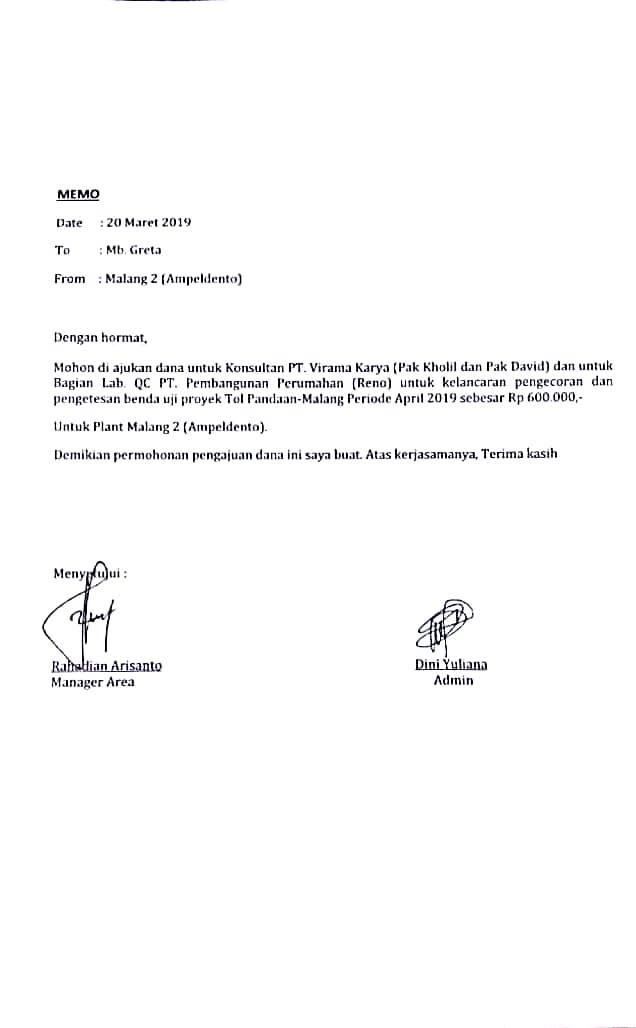 MEMO
Date : 20 Maret 2019
To : Mb. Greta
From : Malang 2 (Ampeldento)
Dengan hormat,
Mohon di ajukan dana untuk Konsultan PT. Virama Karya (Pak Kholil dan Pak David) dan untuk
Bagian Lab. QC PT. Pembangunan Perumahan (Reno) untuk kelancaran pengecoran dan
pengetesan benda uji proyek Tol Pandaan-Malang Periode April 2019 sebesar Rp 600.000,-
Untuk Plant Malang 2 (Ampeldento).
Demikian permohonan pengajuan dana ini saya buat. Atas kerjasamanya, Terima kasih
Menyetujui :
Rahadian Arisanto
Manager Area
Dini Yuliana
Admin